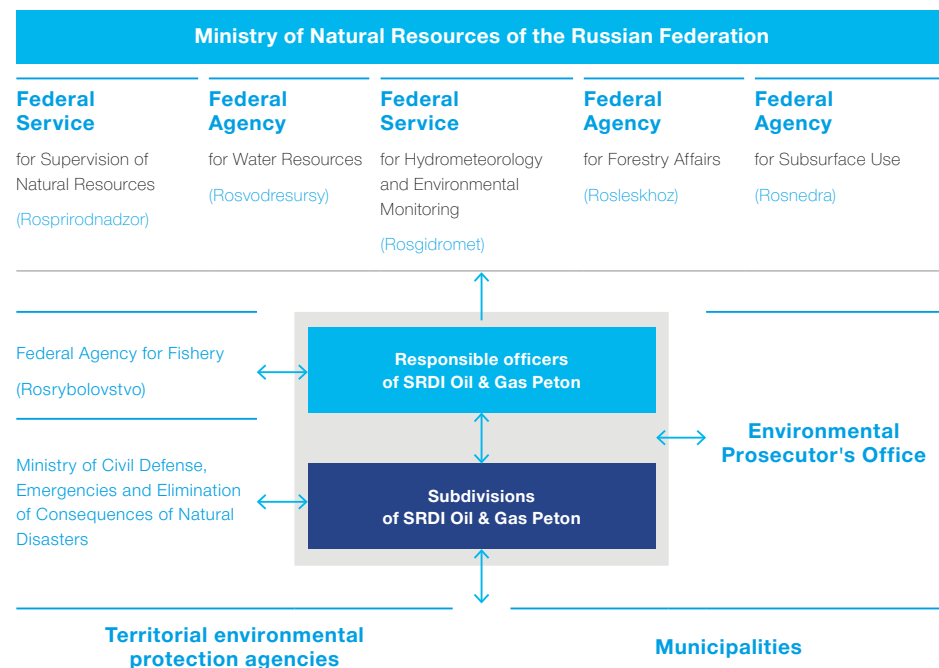 Ministry of Natural Resources of the Russian Federation
Federal
Service
for Supervision of
Natural Resources
(Rosprirodnadzor)
Federal
Agency
for Water Resources
(Rosvodresursy)
Federal
Service
for Hydrometeorology
and Environmental
Monitoring
(Rosgidromet)
Federal
Agency
for Forestry Affairs
(Rosleskhoz)
Federal
Agency
for Subsurface Use
(Rosnedra)
Federal Agency for Fishery
(Rosrybolovstvo)
Ministry of Civil Defense,
Emergencies and Elimination
of Consequences of Natural
Disasters
Responsible officers
of SRDI Oil & Gas Peton
Subdivisions
of SRDI Oil & Gas Peton
Environmental
Prosecutor's Office
Territorial environmental
protection agencies
Municipalities